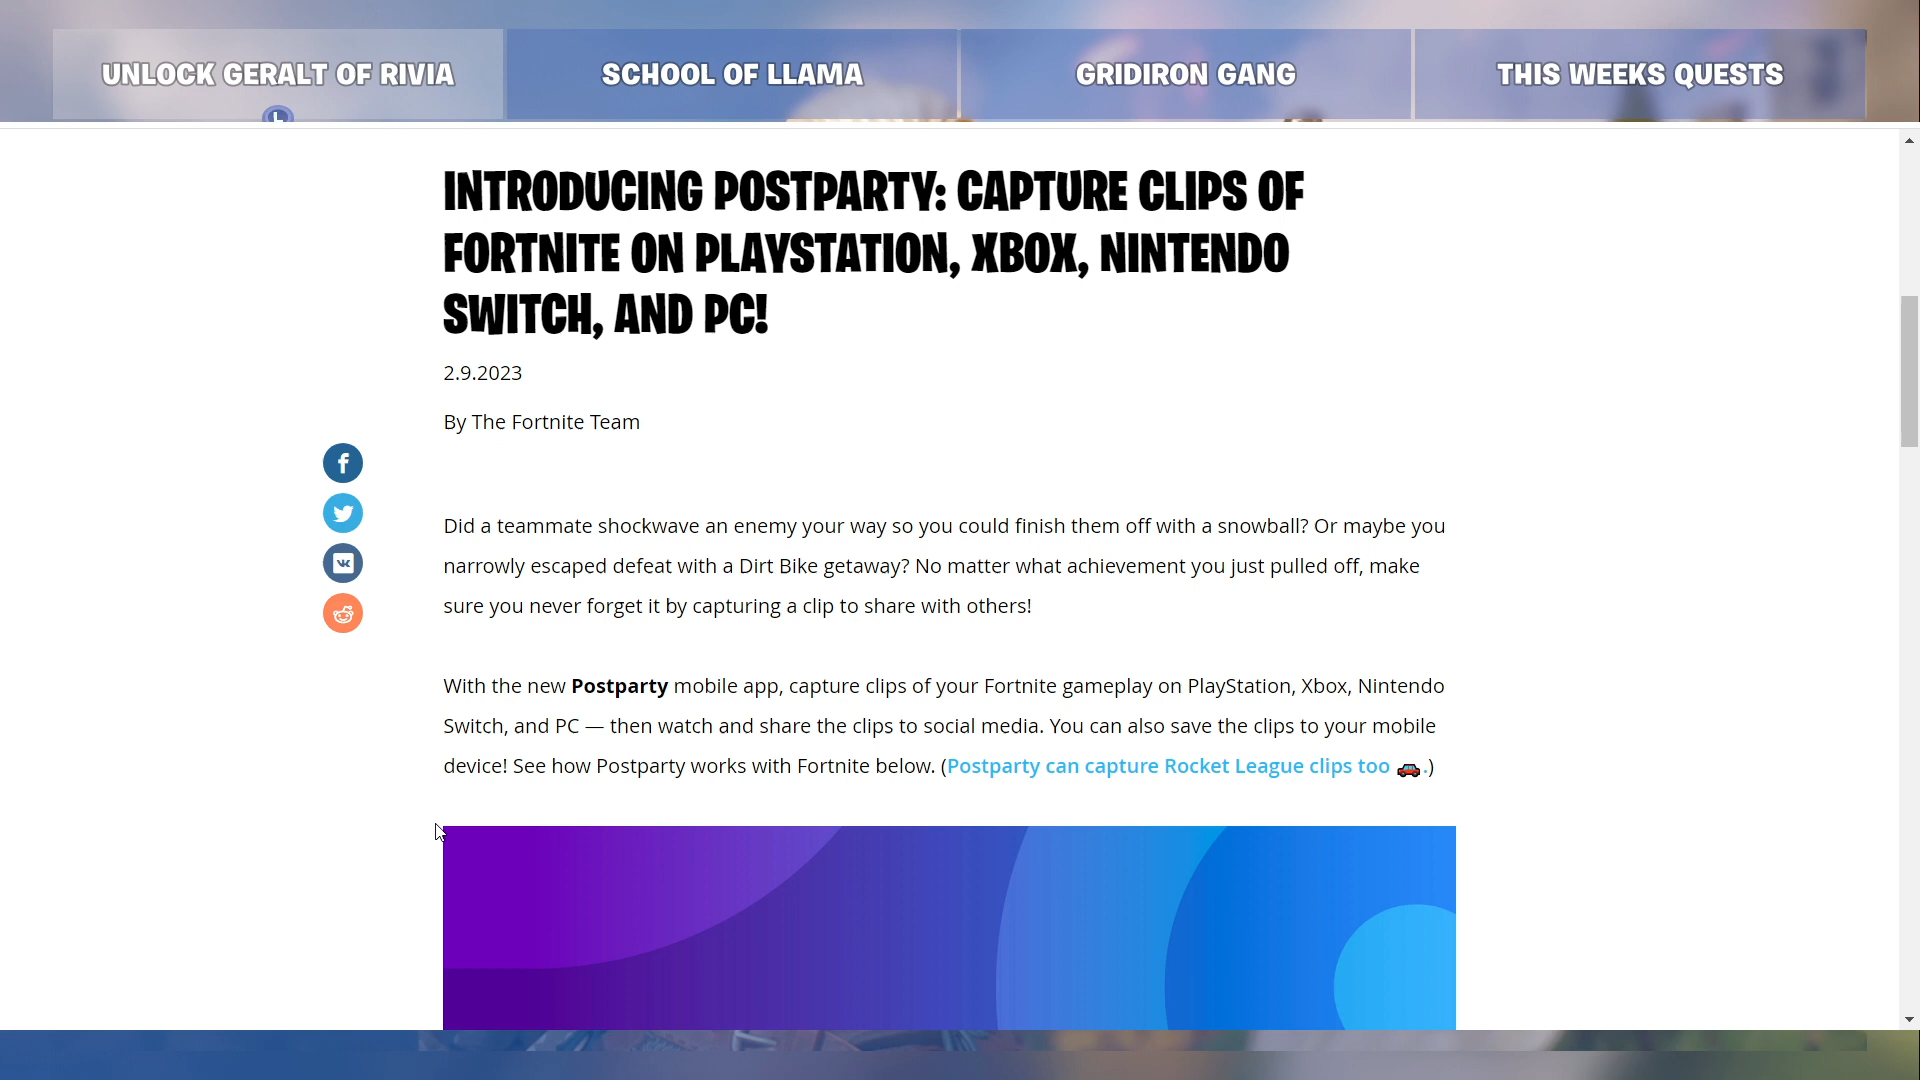 UNLOCK GERALT OF RIVIA
SCHOOL OF LLAMA
GRIDIRON GANG
THIS WEEKS QUESTS
L
INTRODUCING POSTPARTY: CAPTURE CLIPS OF
FORTNITE ON PLAYSTATION, XBOX, NINTENDO
SWITCH, AND PC!
2.9.2023
By The Fortnite Team
Did a teammate shockwave an enemy your way so you could finish them off with a snowball? Or maybe you
narrowly escaped defeat with a Dirt Bike getaway? No matter what achievement you just pulled off, make
sure you never forget it by capturing a clip to share with others!
With the new Postparty mobile app, capture clips of your Fortnite gameplay on PlayStation, Xbox, Nintendo
Switch, and PC — then watch and share the clips to social media. You can also save the clips to your mobile
device! See how Postparty works with Fortnite below. (Postparty can capture Rocket League clips too 🚗.)